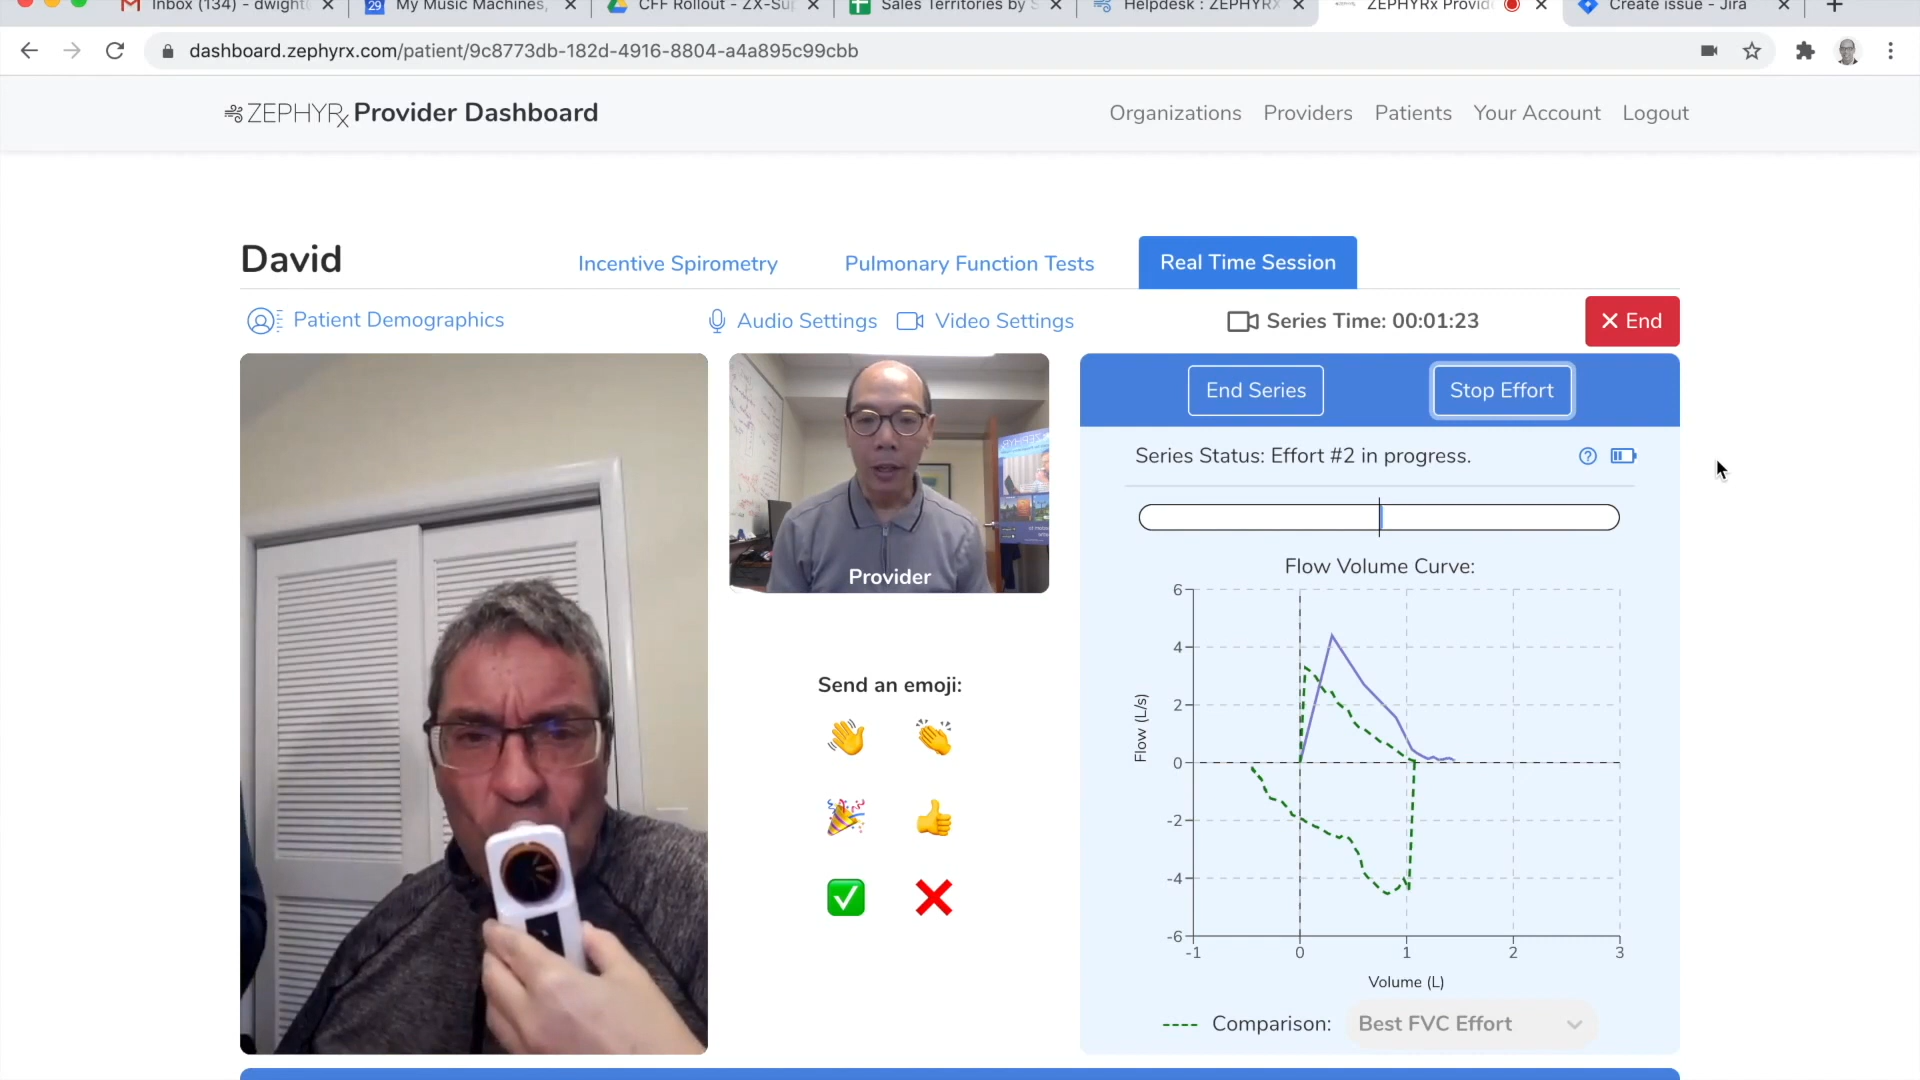 Inbox (134) - dwight
29
My Music Machines,
CFF Rollout - ZX-Sup
Sales Territories by S
Helpdesk : ZEPHYRX
ZEPHYRx Provid
Create issue - Jira
dashboard.zephyrx.com/patient/9c8773db-182d-4916-8804-a4a895c99cbb
ZEPHYRx Provider Dashboard
Organizations Providers Patients Your Account Logout
David
Incentive Spirometry
Pulmonary Function Tests
Real Time Session
Patient Demographics
Audio Settings
Video Settings
Series Time: 00:01:23
End
End Series
Stop Effort
Series Status: Effort #2 in progress.
Provider
Send an emoji:
Flow Volume Curve:
6
4
2
0
-2
-4
-6
Flow (L/s)
-1 0 1 2 3
Volume (L)
Comparison: Best FVC Effort